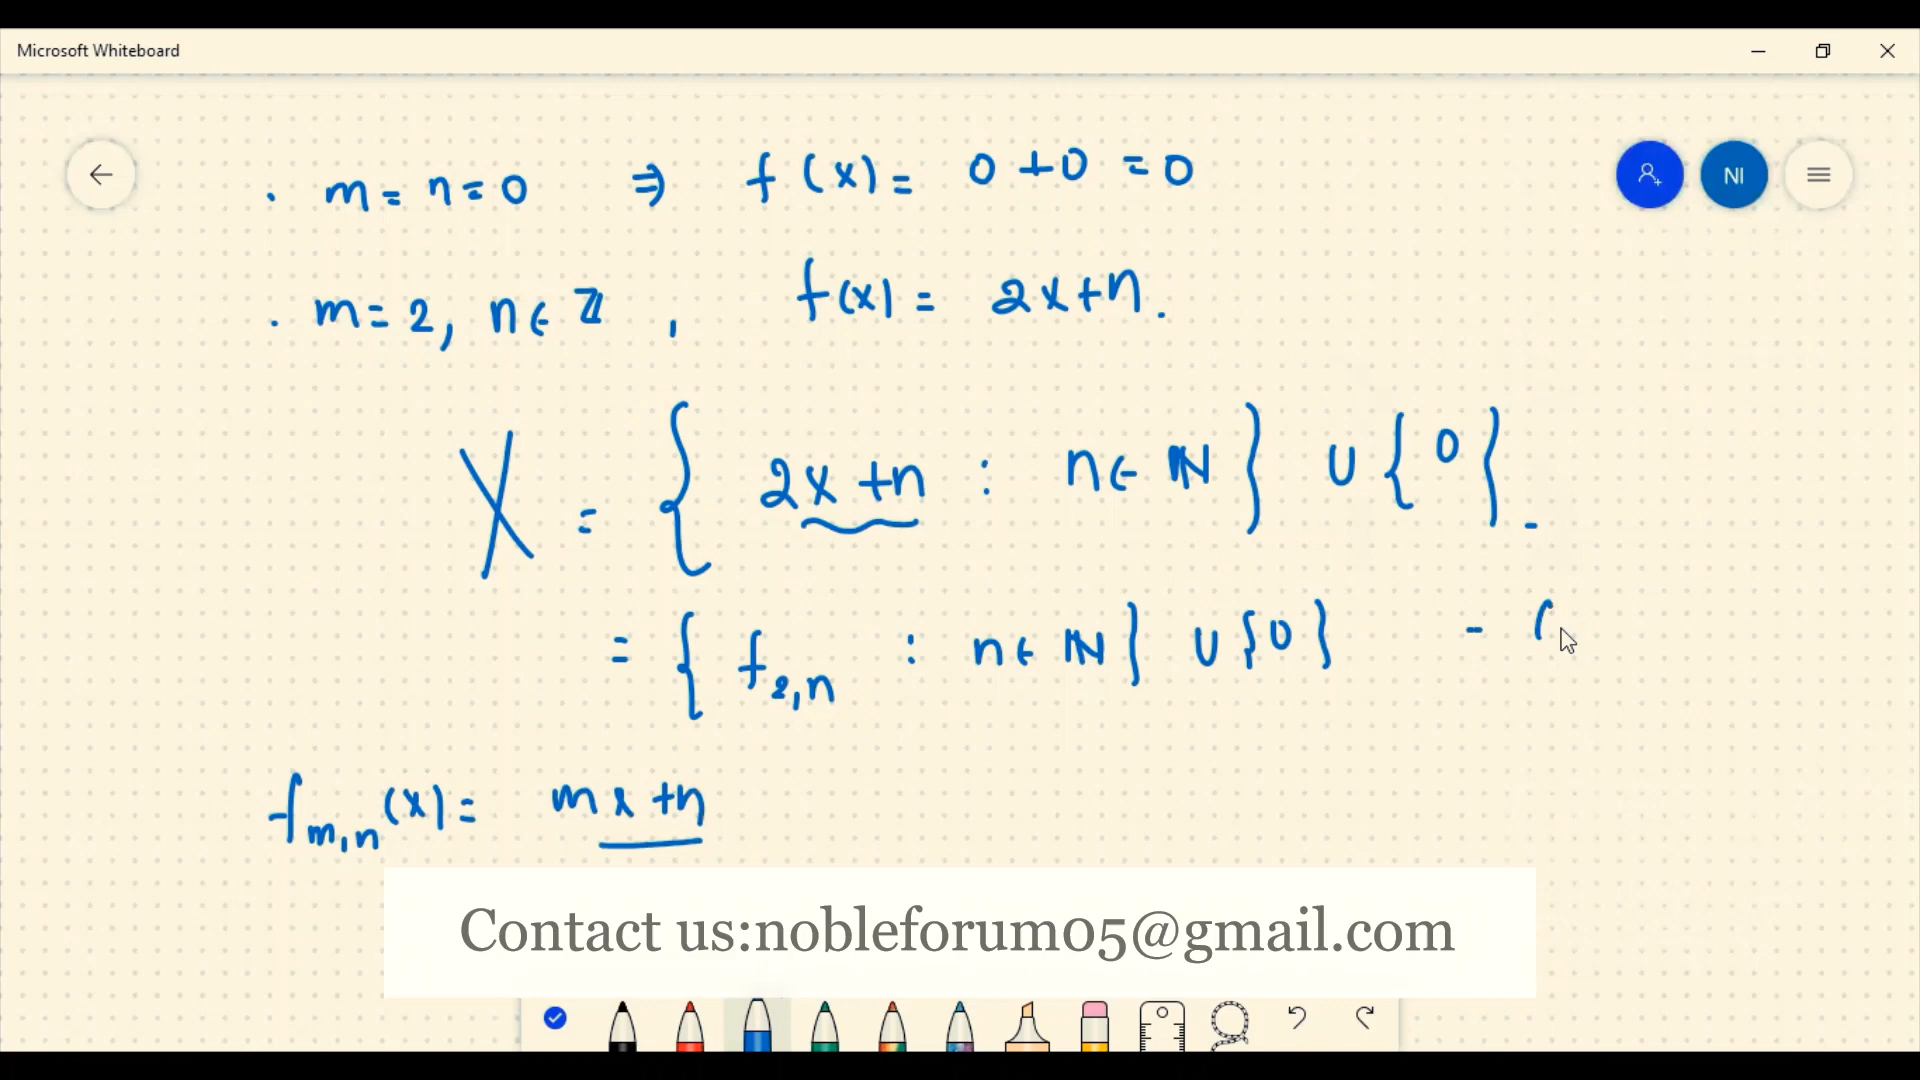 Microsoft Whiteboard
NI
. m = n = 0 ⇒ f(x) = 0 + 0 = 0
. m = 2, n ∈ ℤ , f(x) = 2x+n.
X = { 2x+n : n ∈ ℕ } ∪ { 0 }.
= { f₂,ₙ : n ∈ ℕ } ∪ {0} - (
fₘ,ₙ(x) = mx+n
Contact us:nobleforum05@gmail.com